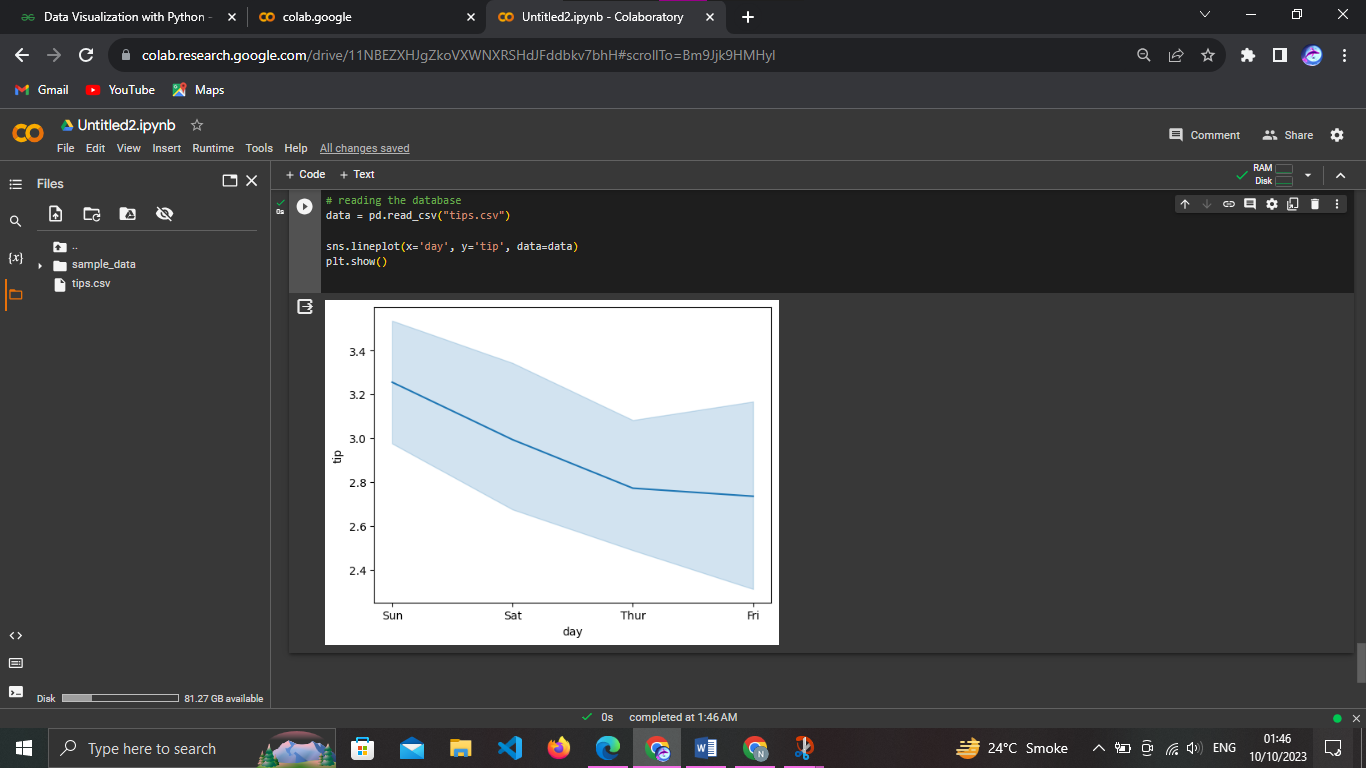 Data Visualization with Python -
colab.google
Untitled2.ipynb - Colaboratory
colab.research.google.com/drive/11NBEZXHJgZkoVXWNXRSHdJFddbkv7bhH#scrollTo=Bm9Jjk9HMHyl
Gmail YouTube Maps
Untitled2.ipynb
Comment Share
File Edit View Insert Runtime Tools Help All changes saved
Files
+ Code + Text
RAM
Disk
..
sample_data
tips.csv
{x}
0s
# reading the database
data = pd.read_csv("tips.csv")
sns.lineplot(x='day', y='tip', data=data)
plt.show()
3.4
3.2
3.0
2.8
2.6
2.4
tip
Sun Sat Thur Fri
day
Disk 81.27 GB available
0s completed at 1:46 AM
Type here to search
N
24°C Smoke
ENG
01:46
10/10/2023